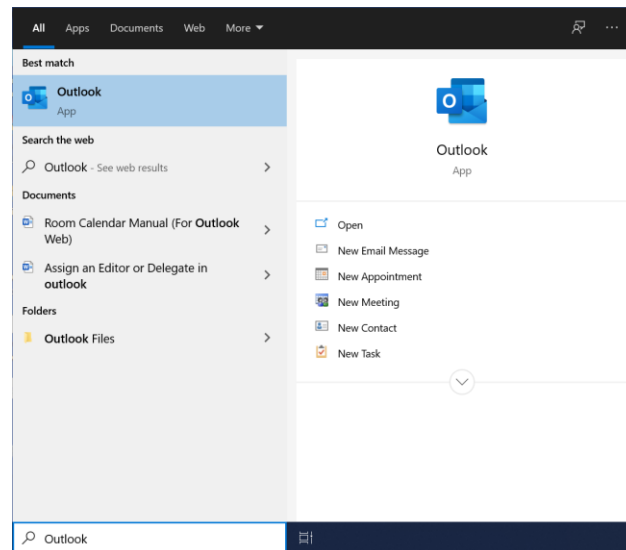 All Apps Documents Web More
Best match
Outlook
App
Search the web
Outlook - See web results
Documents
Room Calendar Manual (For Outlook
Web)
Assign an Editor or Delegate in
outlook
Folders
Outlook Files
Outlook
App
Open
New Email Message
New Appointment
New Meeting
New Contact
New Task
Outlook